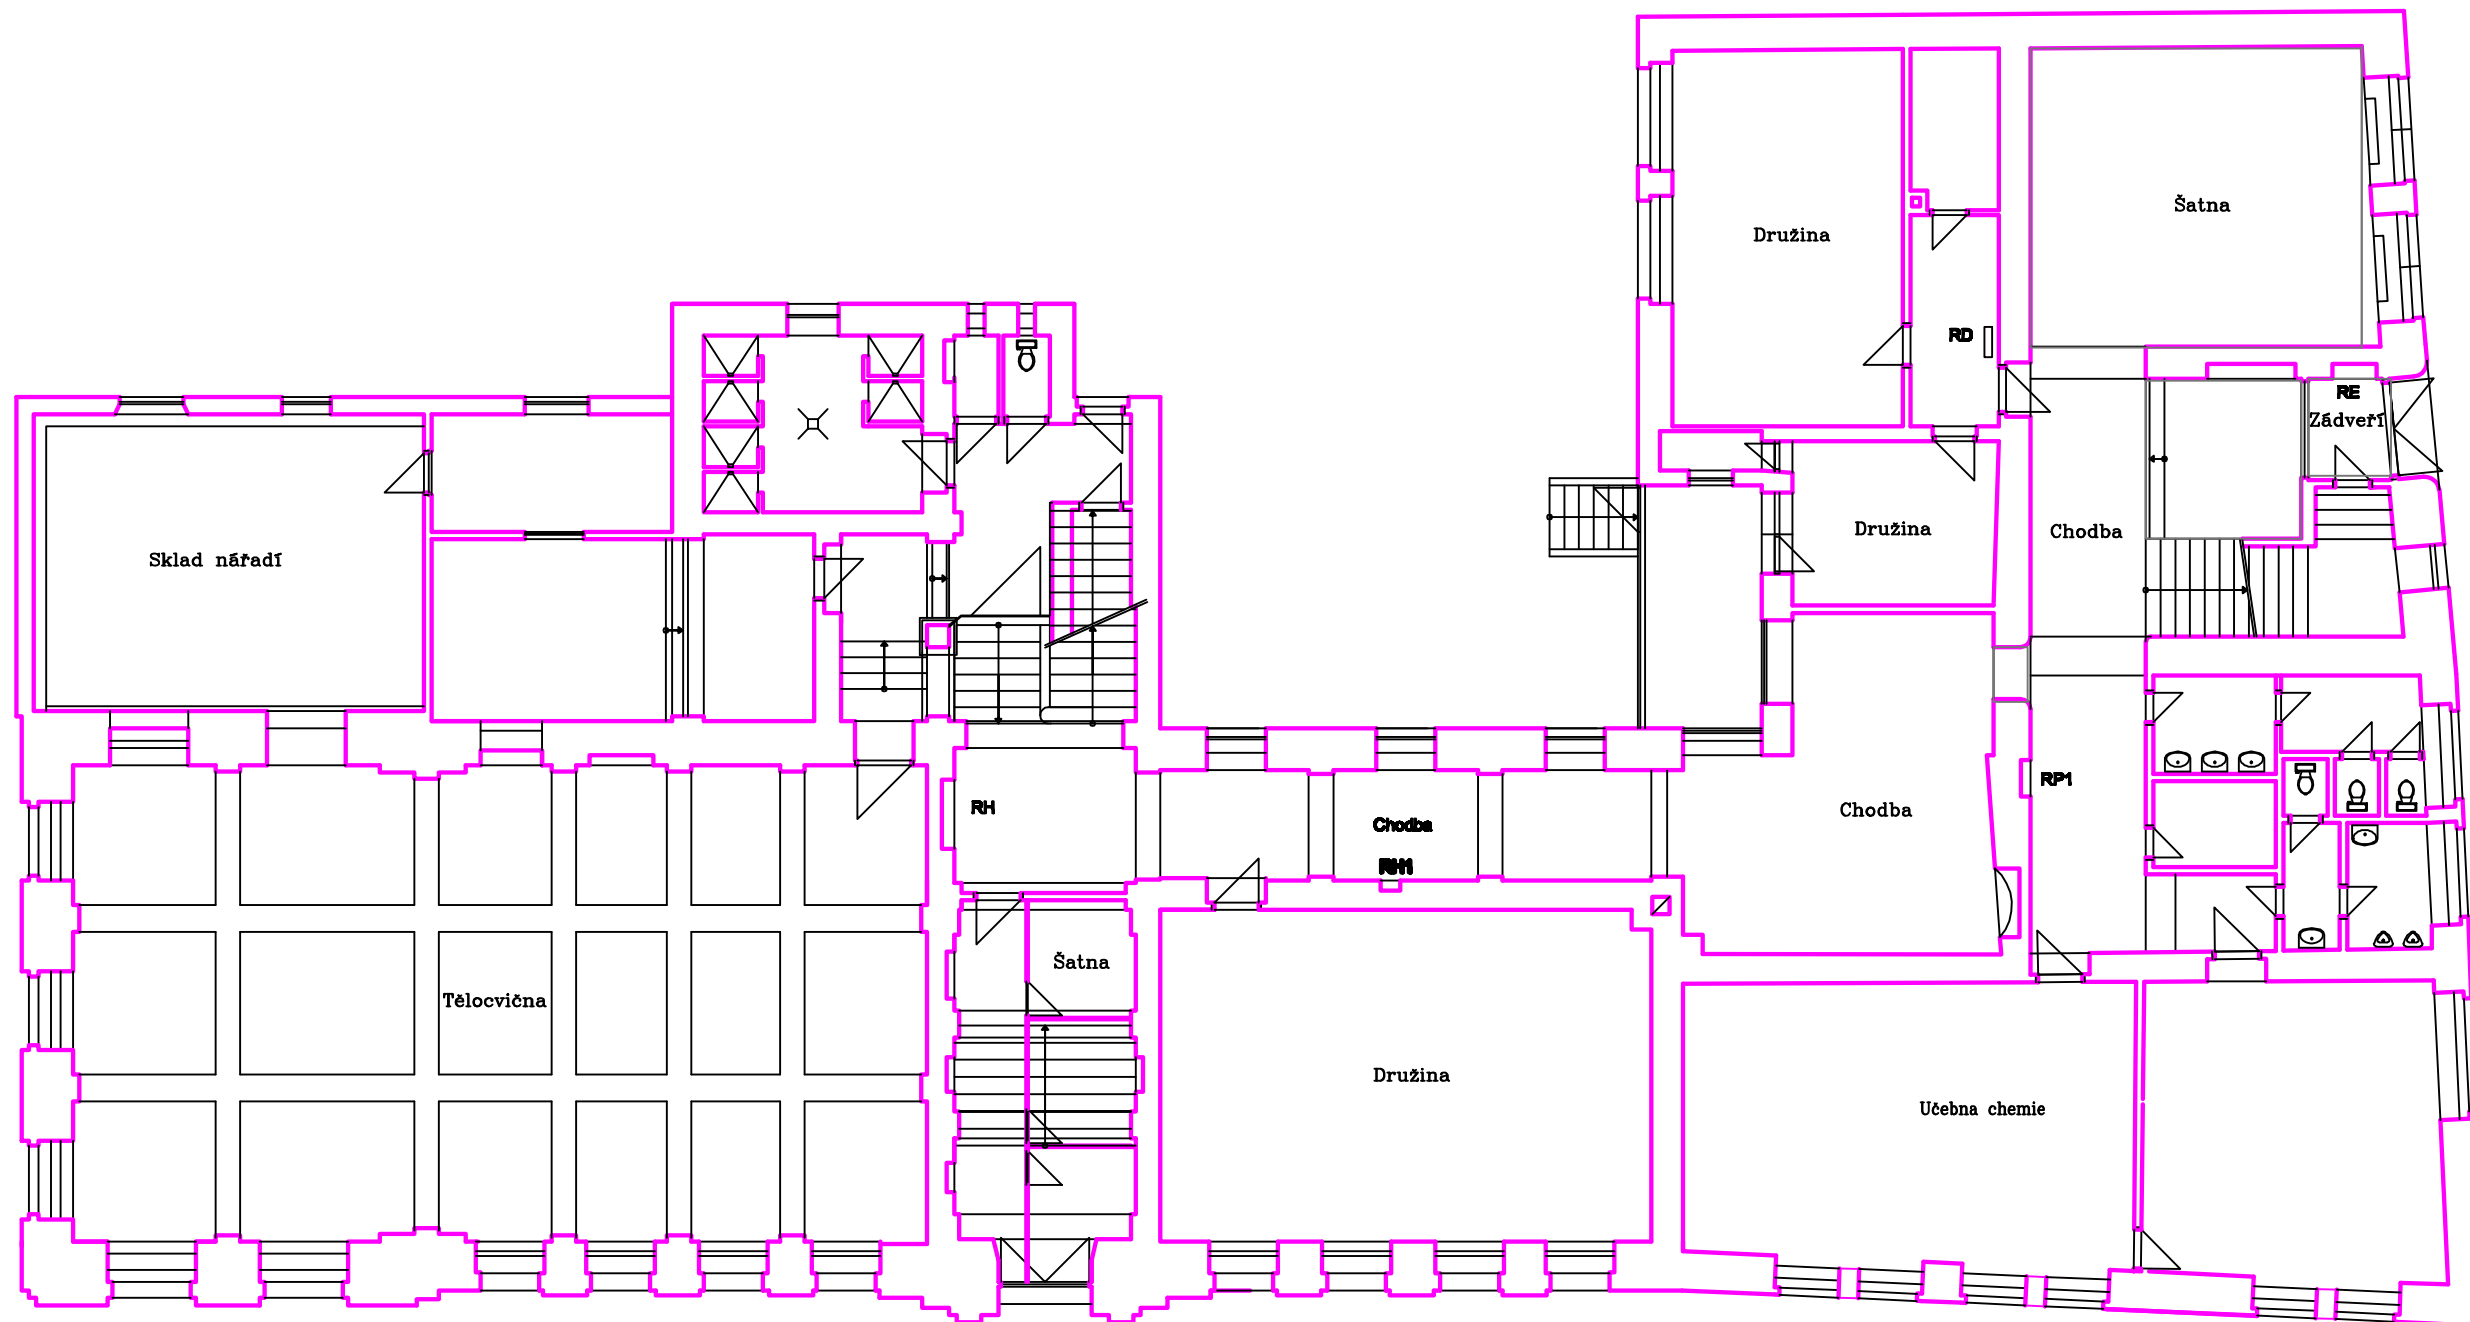 Šatna
Družina
RD
RE
Zádveří
Družina
Chodba
Sklad nářadí
RP1
RH
Chodba
Chodba
RH1
Šatna
Tělocvična
Družina
Učebna chemie